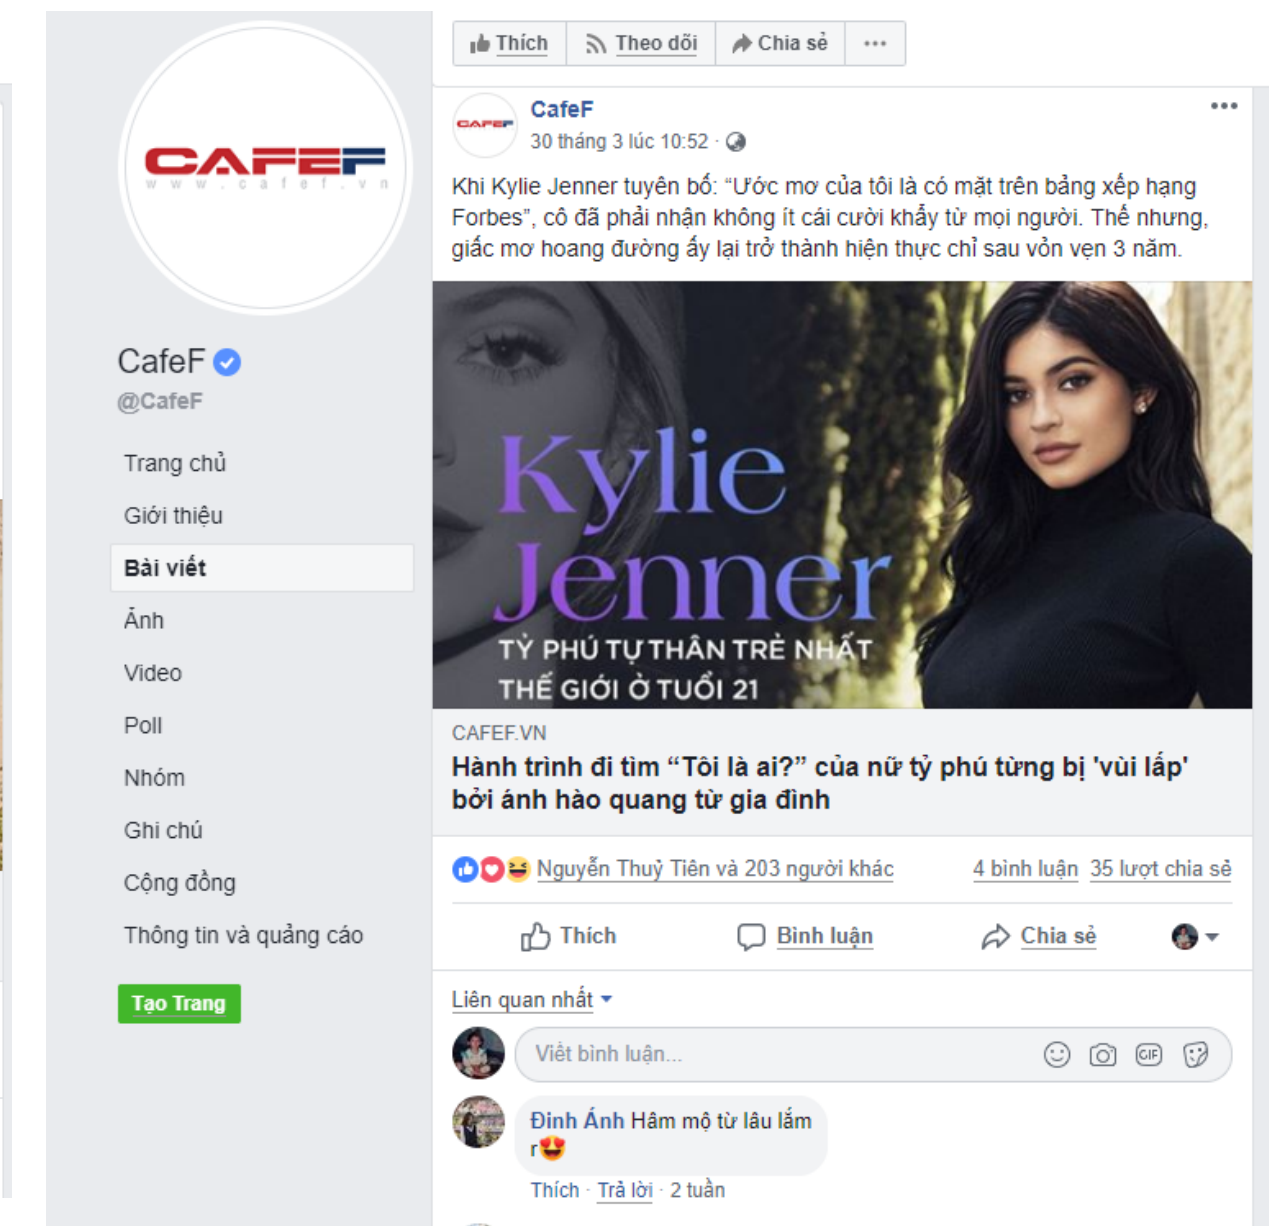 CAFEF
www.cafef.vn
CafeF
@CafeF
Trang chủ
Giới thiệu
Bài viết
Ảnh
Video
Poll
Nhóm
Ghi chú
Cộng đồng
Thông tin và quảng cáo
Tạo Trang
Thích Theo dõi Chia sẻ ...
CAFEF
CafeF
30 tháng 3 lúc 10:52 ·
Khi Kylie Jenner tuyên bố: “Ước mơ của tôi là có mặt trên bảng xếp hạng
Forbes”, cô đã phải nhận không ít cái cười khẩy từ mọi người. Thế nhưng,
giấc mơ hoang đường ấy lại trở thành hiện thực chỉ sau vỏn vẹn 3 năm.
Kylie
Jenner
TỶ PHÚ TỰ THÂN TRẺ NHẤT
THẾ GIỚI Ở TUỔI 21
CAFEF.VN
Hành trình đi tìm “Tôi là ai?” của nữ tỷ phú từng bị 'vùi lấp'
bởi ánh hào quang từ gia đình
Nguyễn Thuỷ Tiên và 203 người khác 4 bình luận 35 lượt chia sẻ
Thích Bình luận Chia sẻ
Liên quan nhất
Viết bình luận... GIF
Đinh Ánh Hâm mộ từ lâu lắm
r😍
Thích · Trả lời · 2 tuần